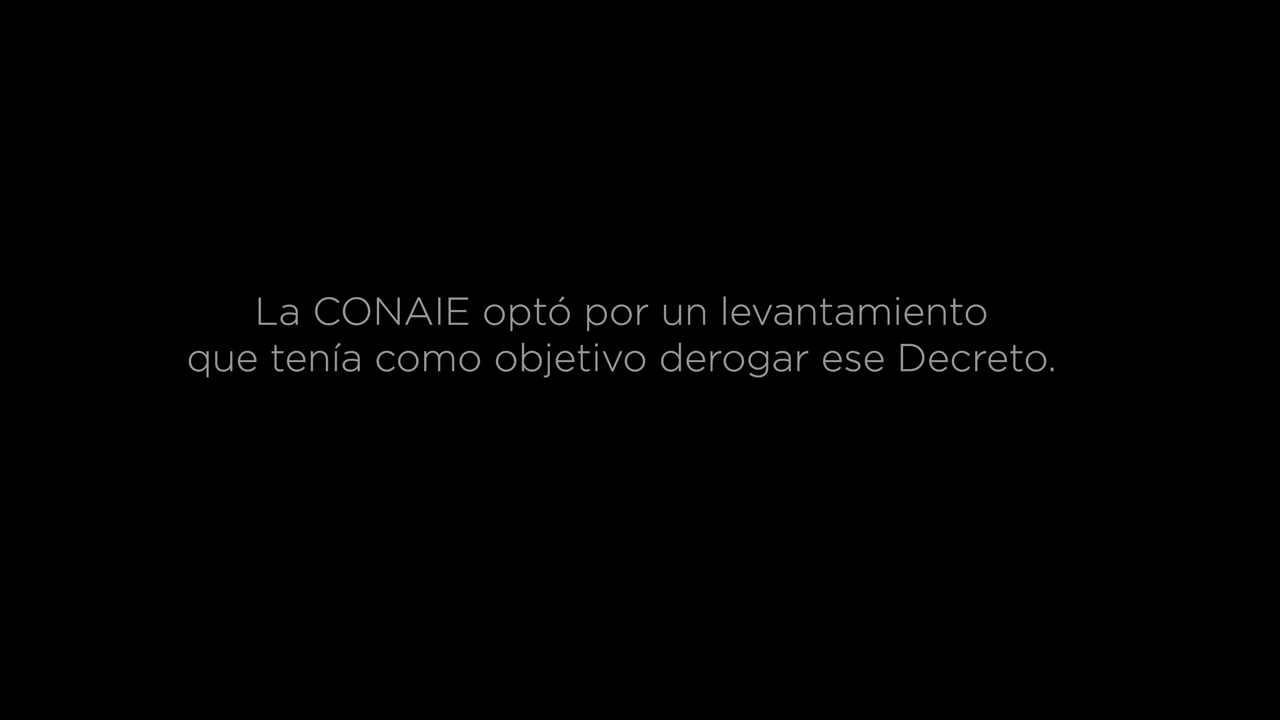 La CONAIE optó por un levantamiento
que tenía como objetivo derogar ese Decreto.